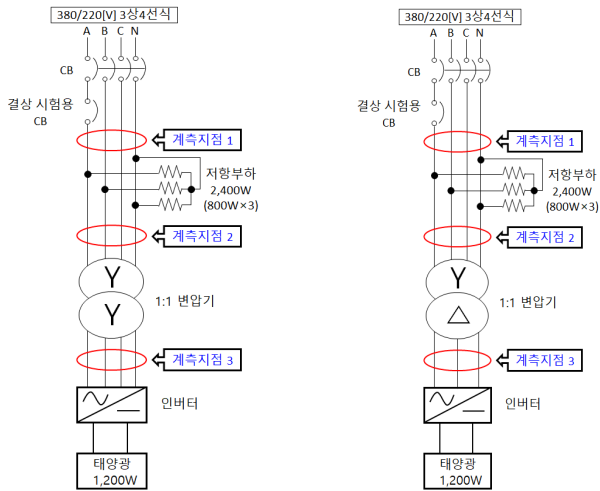 380/220[V] 3상4선식
A B C N
CB
결상 시험용
CB
계측지점 1
저항부하
2,400W
(800W×3)
계측지점 2
Y
Y
1:1 변압기
계측지점 3
인버터
태양광
1,200W
380/220[V] 3상4선식
A B C N
CB
결상 시험용
CB
계측지점 1
저항부하
2,400W
(800W×3)
계측지점 2
Y
△
1:1 변압기
계측지점 3
인버터
태양광
1,200W